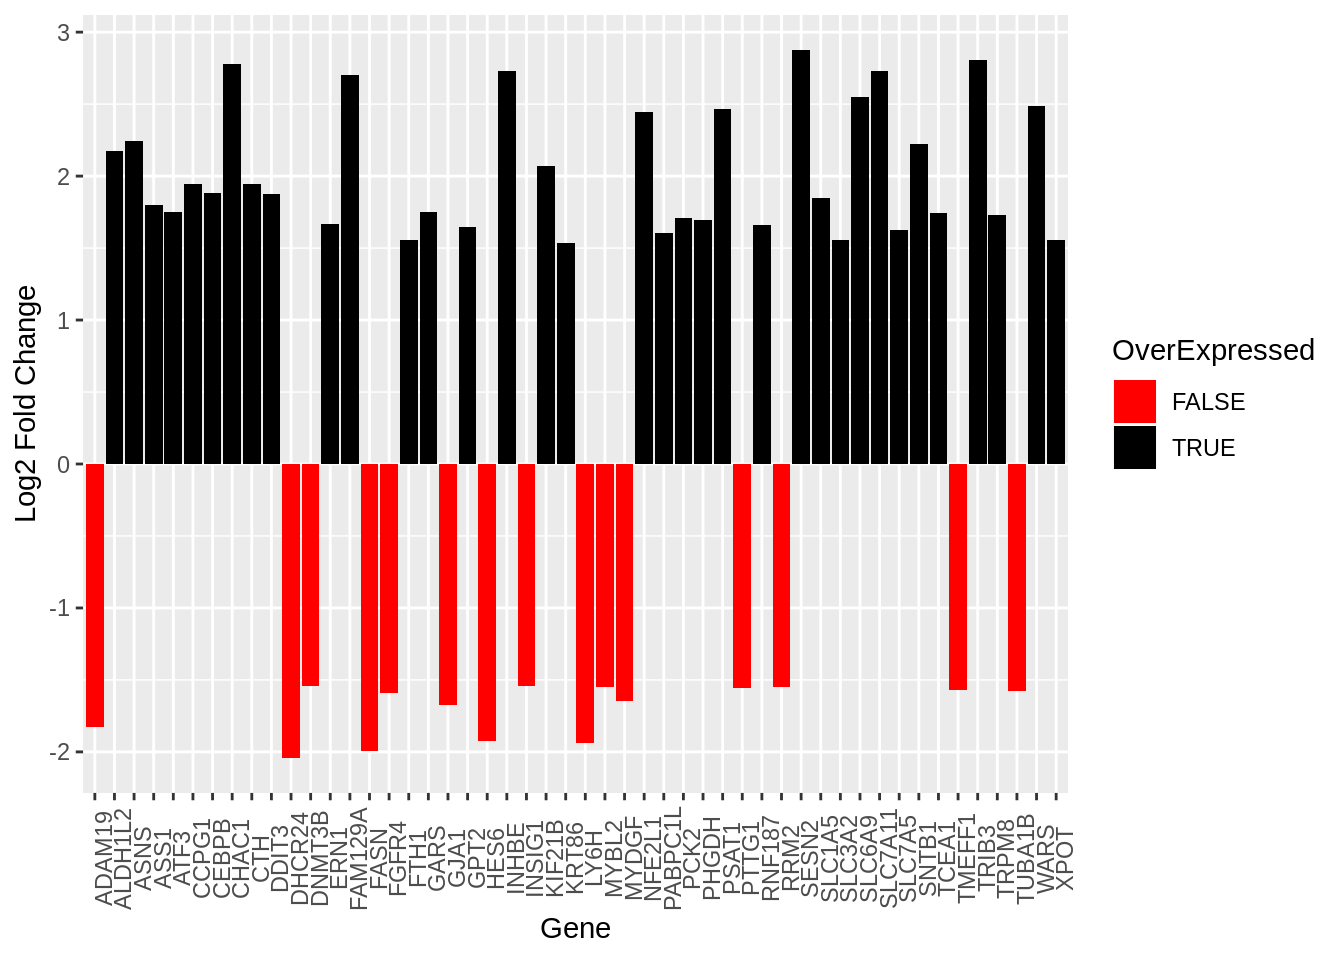 3
2
1
0
-1
-2
Log2 Fold Change
ADAM19
ALDH1L2
ASNS
ASS1
ATF3
CCPG1
CEBPB
CHAC1
CTH
DDIT3
DHCR24
DNMT3B
ERN1
FAM129A
FASN
FGFR4
FTH1
GARS
GJA1
GPT2
HES6
INHBE
INSIG1
KIF21B
KRT86
LY6H
MYBL2
MYDGF
NFE2L1
PABPC1L
PCK2
PHGDH
PSAT1
PTTG1
RNF187
RRM2
SESN2
SLC1A5
SLC3A2
SLC6A9
SLC7A11
SLC7A5
SNTB1
TCEA1
TMEFF1
TRIB3
TRPM8
TUBA1B
WARS
XPOT
Gene
OverExpressed
FALSE
TRUE